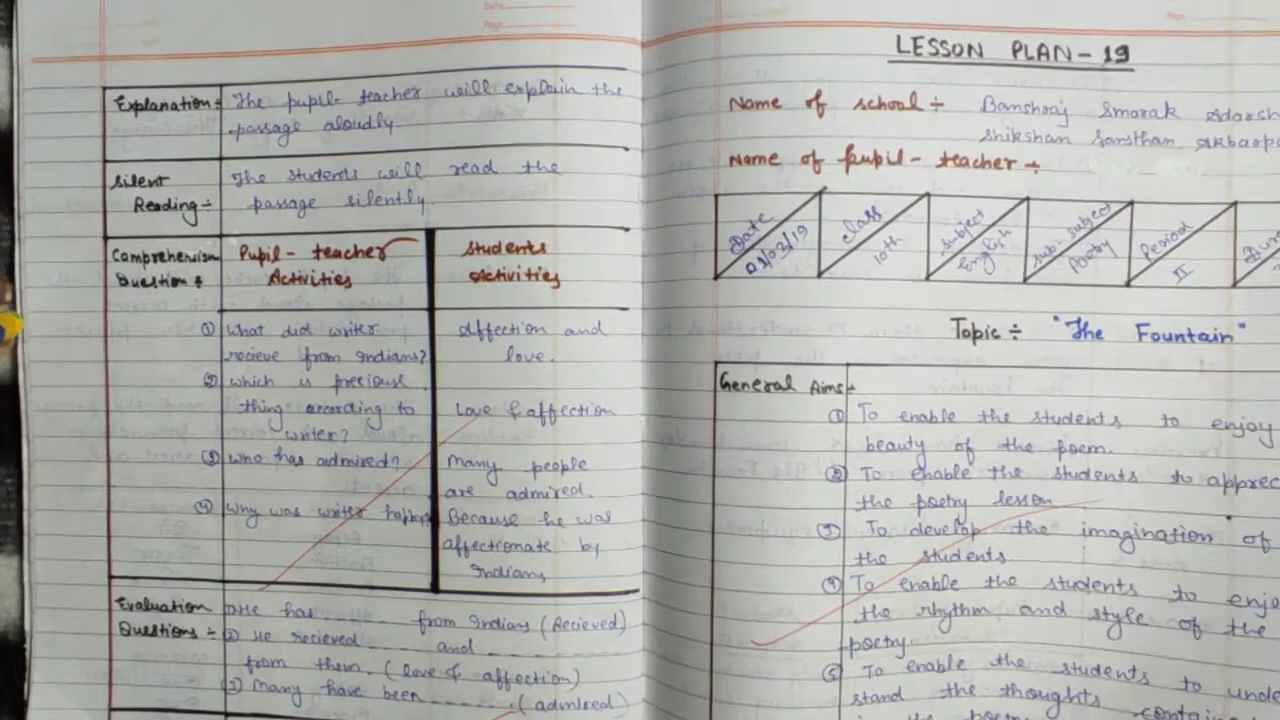 Date
Page
Explanation÷ The pupil-teacher will explain the
passage aloudly
Silent The students will read the
Reading÷ passage silently.
Comprehension Pupil-teacher Students
Question÷ Activities Activities
① What did writer Affection and
recieve from Indians? love.
② Which is precious
thing according to Love & affection
writer?
③ Who has admired? Many people
are admired.
④ Why was writer happy? Because he was
affectionate by
Indians
Evaluation ① He has ...... from Indians (Recieved)
Questions÷ ② He recieved ...... and ......
from them. (love & affection)
③ Many have been ...... (admired)
Page
LESSON PLAN-19
Name of school÷ Banshraj Smarak Adarsh
Shikshan Sansthan
Name of pupil-teacher÷
Date Class Subject Sub-subject Period
01/03/19 10th English Poetry II
Topic÷ "The Fountain"
General Aims÷
① To enable the students to enjoy
beauty of the poem.
② To enable the students to apprec
the poetry lesson
③ To develop the imagination of
the students
④ To enable the students to enjo
the rhythm and style of the
poetry
⑤ To enable the students to unde
stand the thoughts contain